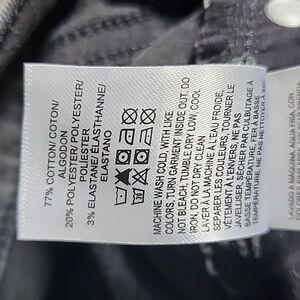 77% COTTON/ COTON/
ALGODON
20% POLYESTER/ POLYESTER/
POLIESTER
3% ELASTANE/ ÉLASTHANNE/
ELASTANO
MACHINE WASH COLD, WITH LIKE
COLORS, TURN GARMENT INSIDE OUT. DO
NOT BLEACH. TUMBLE DRY LOW, COOL
IRON, DO NOT DRY CLEAN
LAVER À LA MACHINE À L'EAU FROIDE,
SÉPARER LES COULEURS, TOURNER LE
VÊTEMENT À L'ENVERS, NE PAS
JAVELLISER, SÉCHER PAR CULBUTAGE À
BASSE TEMPÉRATURE, FER À BASSE
TEMPÉRATURE, NE PAS NETTOYER À SEC
LAVADO A MÁQUINA, AGUA FRÍA, CON